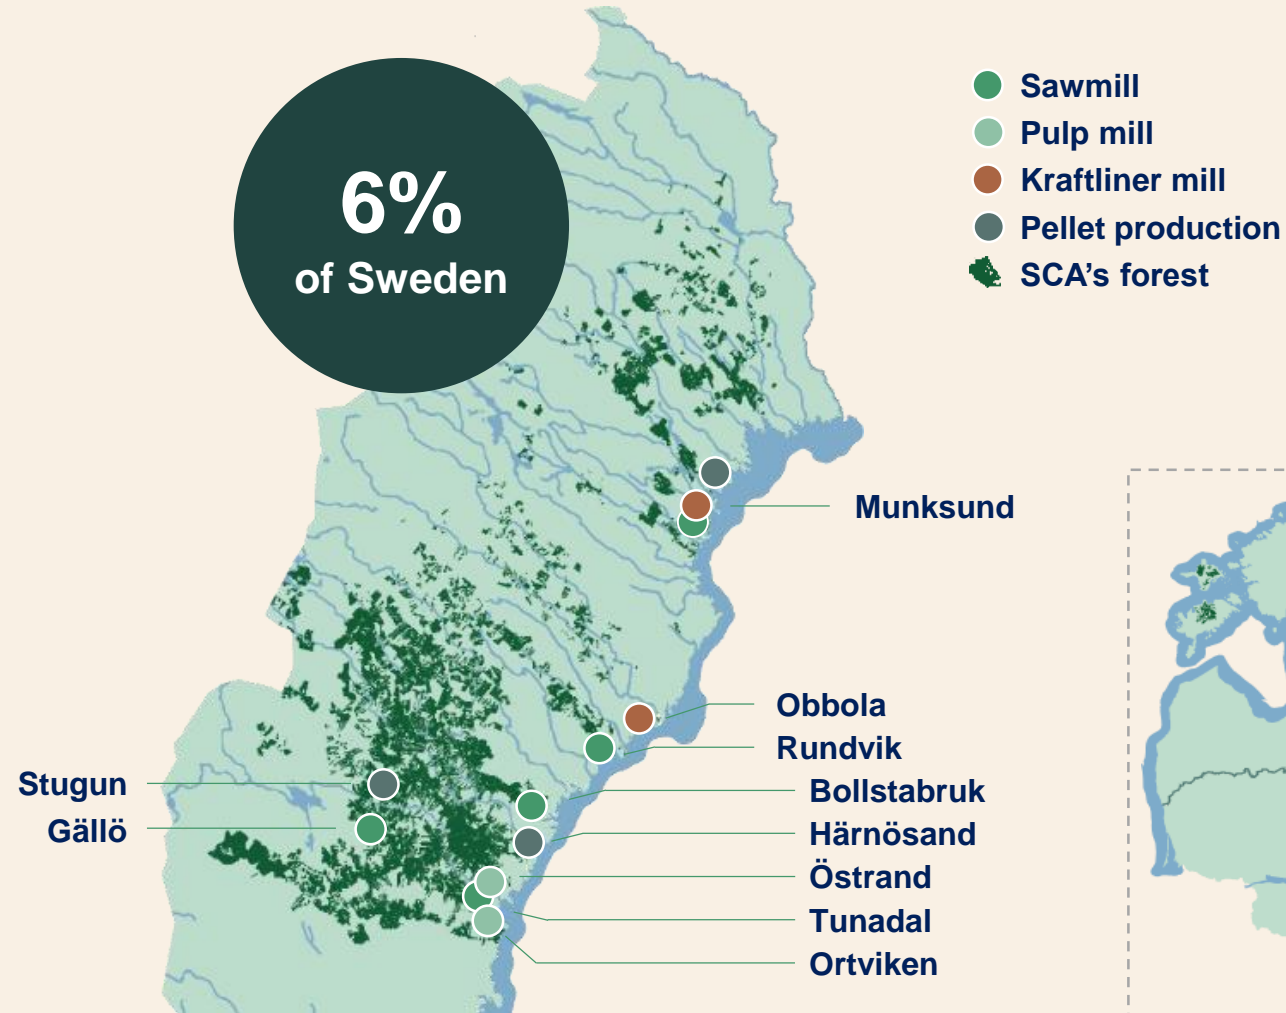 6%
of Sweden
Sawmill
Pulp mill
Kraftliner mill
Pellet production
SCA's forest
Munksund
Obbola
Rundvik
Stugun
Bollstabruk
Gällö
Härnösand
Östrand
Tunadal
Ortviken